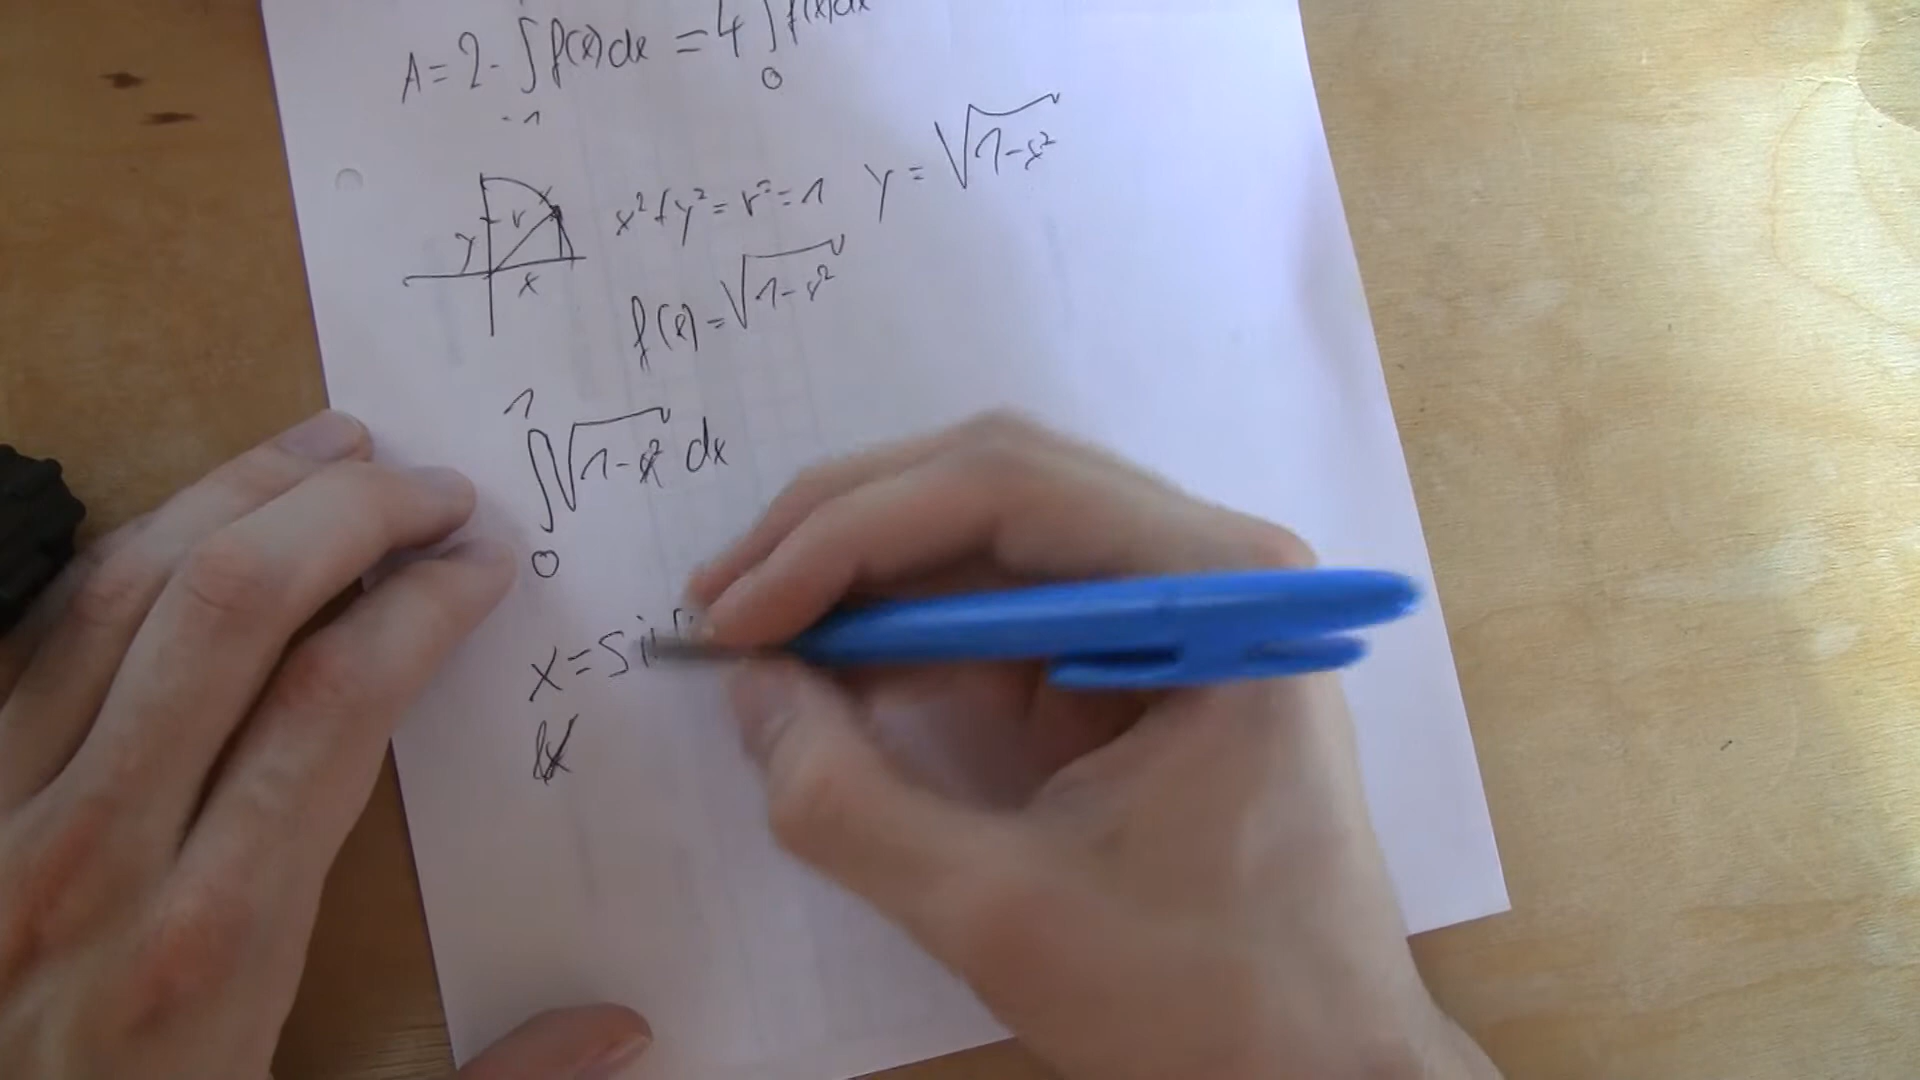 A = 2 · ∫ f(x) dx = 4 ∫ f(x) dx
-1 0
y r x
x² + y² = r² = 1 y = √(1-x²)
f(x) = √(1-x²)
1
∫ √(1-x²) dx
0
x = sin(